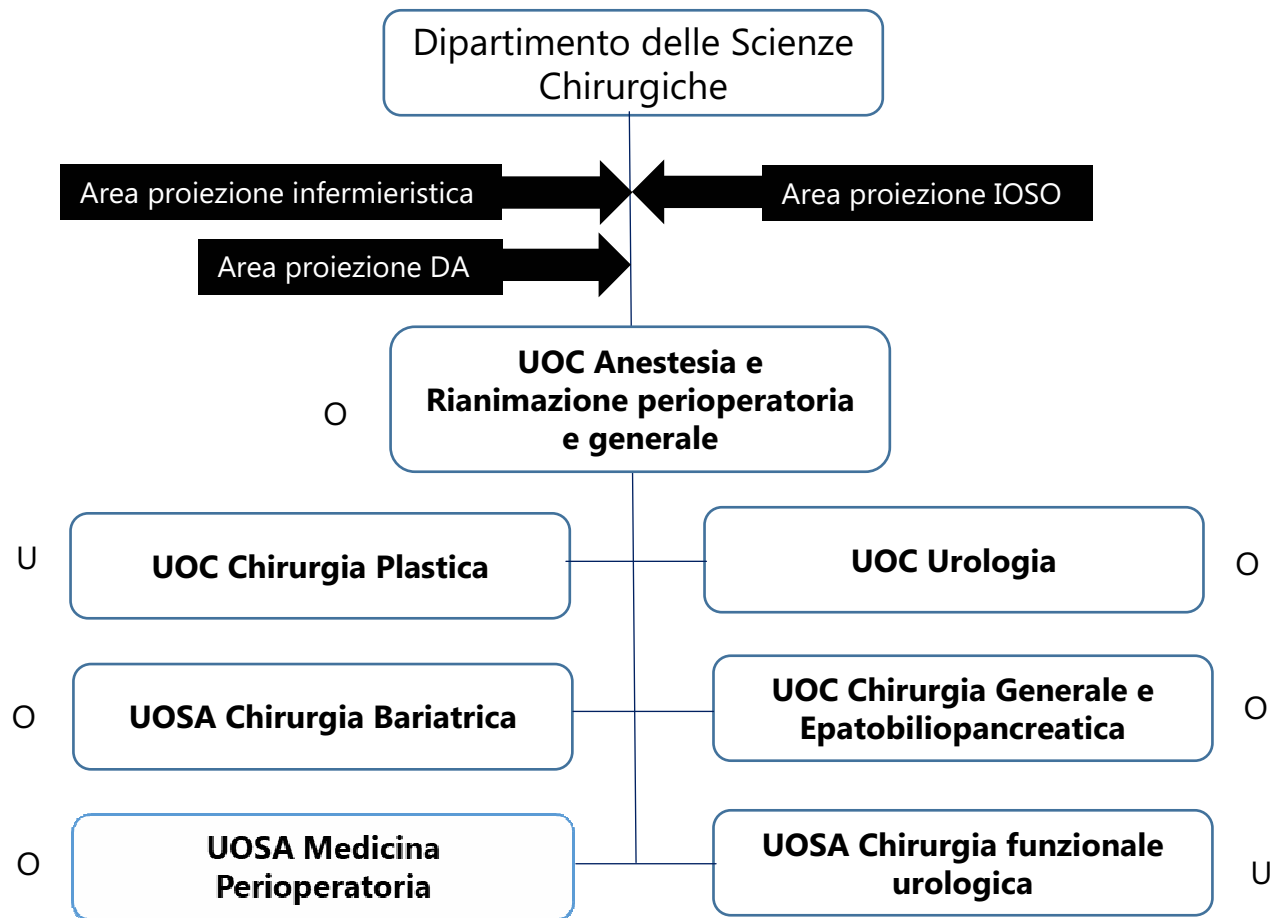 Dipartimento delle Scienze
Chirurgiche
Area proiezione infermieristica
Area proiezione IOSO
Area proiezione DA
UOC Anestesia e
Rianimazione perioperatoria
e generale
O
U
UOC Chirurgia Plastica
UOC Urologia
O
O
UOSA Chirurgia Bariatrica
UOC Chirurgia Generale e
Epatobiliopancreatica
O
O
UOSA Medicina
Perioperatoria
UOSA Chirurgia funzionale
urologica
U